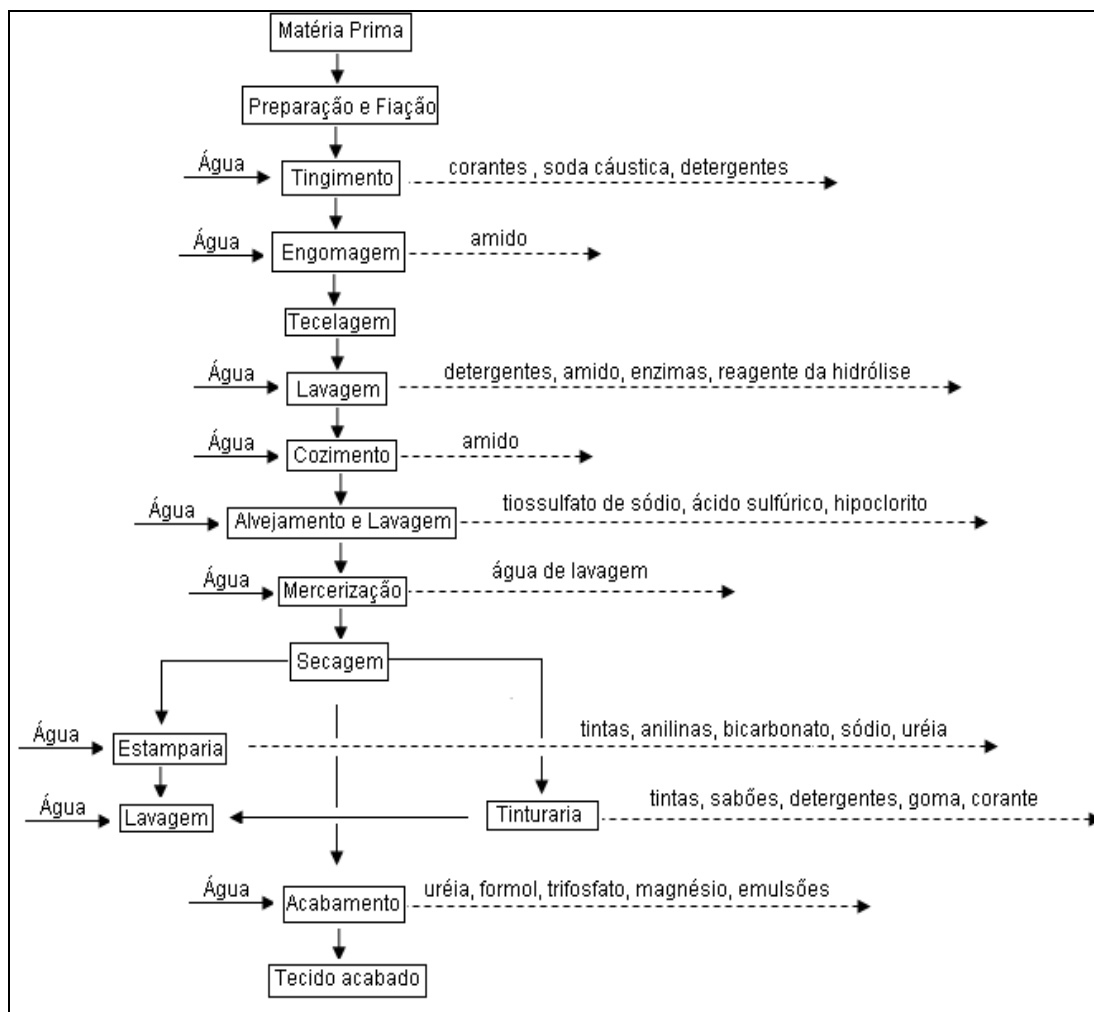 Matéria Prima
Preparação e Fiação
Água
Tingimento
corantes , soda cáustica, detergentes
Água
Engomagem
amido
Tecelagem
Água
Lavagem
detergentes, amido, enzimas, reagente da hidrólise
Água
Cozimento
amido
Água
Alvejamento e Lavagem
tiossulfato de sódio, ácido sulfúrico, hipoclorito
Água
Mercerização
água de lavagem
Secagem
Água
Estamparia
tintas, anilinas, bicarbonato, sódio, uréia
Água
Lavagem
Tinturaria
tintas, sabões, detergentes, goma, corante
Água
Acabamento
uréia, formol, trifosfato, magnésio, emulsões
Tecido acabado